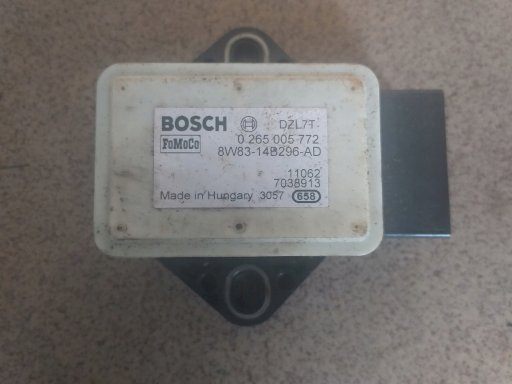 BOSCH DZL7T
0 265 005 772
FoMoCo
8W83-14B296-AD
11062
7038913
Made in Hungary 3057 658